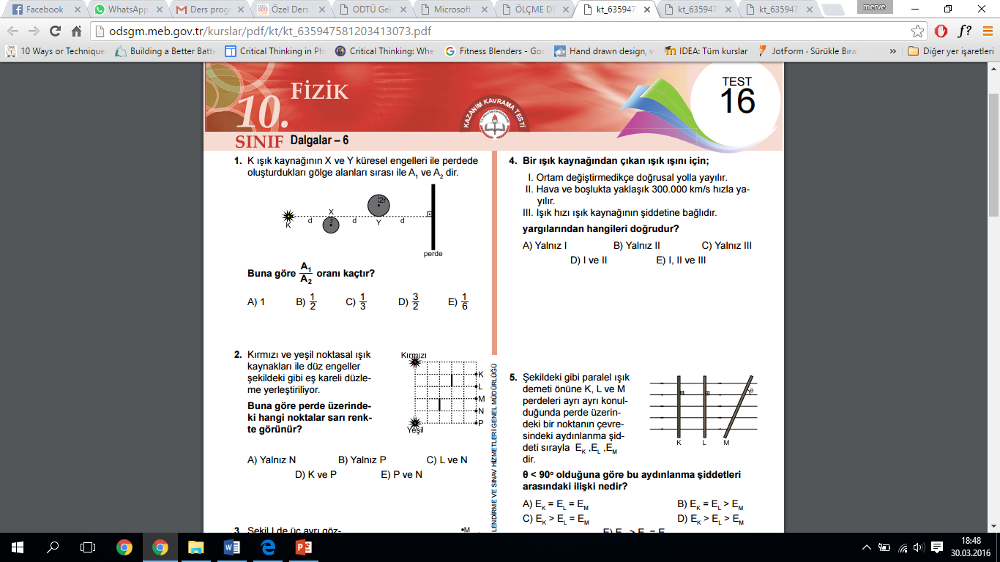 Facebook
WhatsApp
Ders prog
Özel Ders
ODTÜ Geli
Microsoft
ÖLÇME DE
kt_635947
kt_635947
kt_635947
merve
odsgm.meb.gov.tr/kurslar/pdf/kt/kt_635947581203413073.pdf
10 Ways or Technique
Building a Better Batt
Critical Thinking in Ph
Critical Thinking: Whe
Fitness Blenders - Goo
Hand drawn design, v
IDEA: Tüm kurslar
JotForm · Sürükle Bıra
»
Diğer yer işaretleri
10.
SINIF
FİZİK
KAZANIM KAVRAMA TESTİ
TEST
16
Dalgalar – 6
1. K ışık kaynağının X ve Y küresel engelleri ile perdede
oluşturdukları gölge alanları sırası ile A1 ve A2 dir.
K
d
X
r
d
2r
Y
d
perde
Buna göre A1/A2 oranı kaçtır?
A) 1 B) 1/2 C) 1/3 D) 3/2 E) 1/6
2. Kırmızı ve yeşil noktasal ışık
kaynakları ile düz engeller
şekildeki gibi eş kareli düzle-
me yerleştiriliyor.
Buna göre perde üzerinde-
ki hangi noktalar sarı renk-
te görünür?
Kırmızı
K
L
M
N
P
Yeşil
A) Yalnız N B) Yalnız P C) L ve N
D) K ve P E) P ve N
3. Şekil I de üç ayrı göz-
M
LENDİRME VE SINAV HİZMETLERİ GENEL MÜDÜRLÜĞÜ
4. Bir ışık kaynağından çıkan ışık ışını için;
I. Ortam değiştirmedikçe doğrusal yolla yayılır.
II. Hava ve boşlukta yaklaşık 300.000 km/s hızla ya-
yılır.
III. Işık hızı ışık kaynağının şiddetine bağlıdır.
yargılarından hangileri doğrudur?
A) Yalnız I B) Yalnız II C) Yalnız III
D) I ve II E) I, II ve III
5. Şekildeki gibi paralel ışık
demeti önüne K, L ve M
perdeleri ayrı ayrı konul-
duğunda perde üzerin-
deki bir noktanın çevre-
sindeki aydınlanma şid-
deti sırayla EK ,EL ,EM
dir.
θ
K L M
θ < 90° olduğuna göre bu aydınlanma şiddetleri
arasındaki ilişki nedir?
A) EK = EL = EM B) EK = EL > EM
C) EK > EL = EM D) EK > EL > EM
18:48
30.03.2016